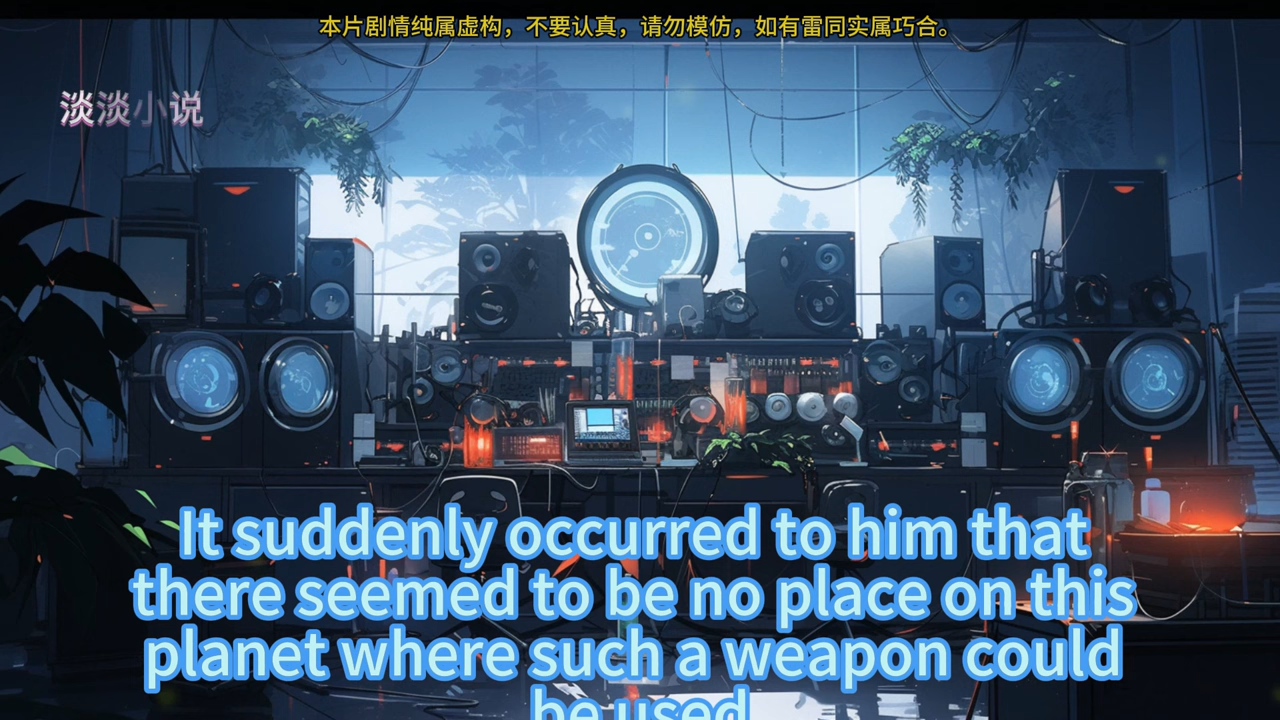 本片剧情纯属虚构，不要认真，请勿模仿，如有雷同实属巧合。
淡淡小说
It suddenly occurred to him that
there seemed to be no place on this
planet where such a weapon could
be used